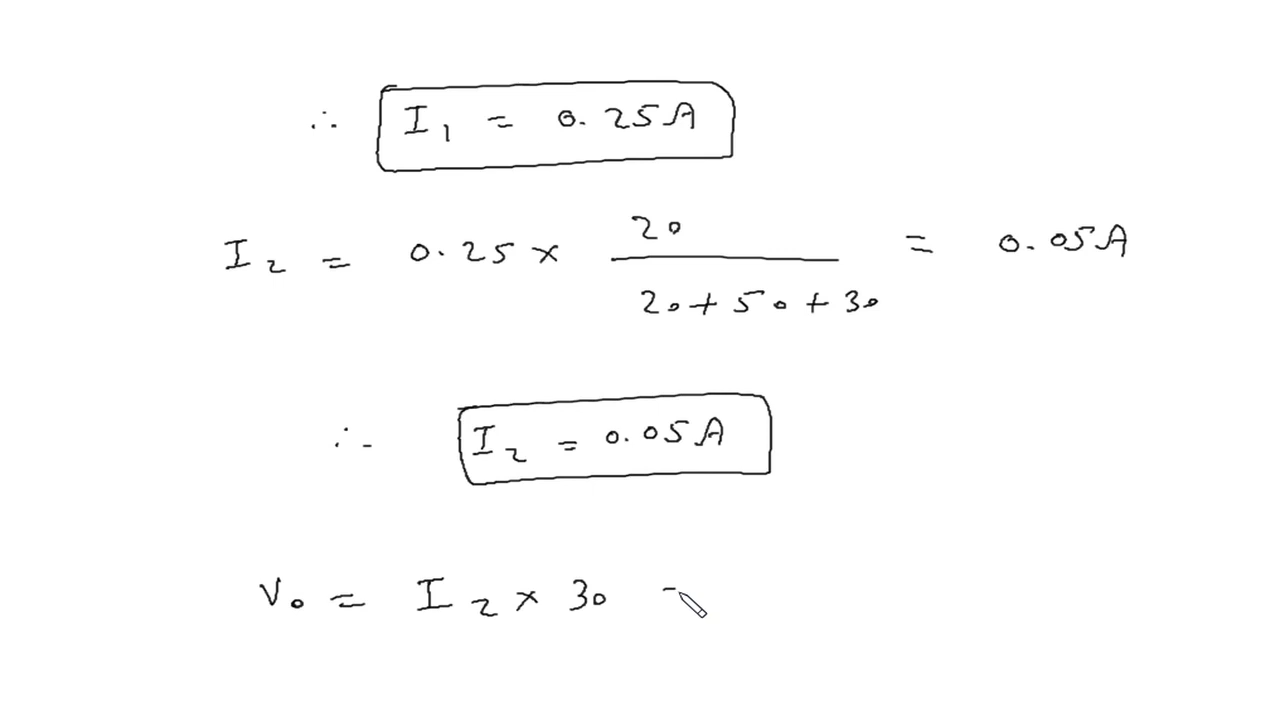 ∴ I₁ = 0.25A
I₂ = 0.25 × 20 / 20+50+30 = 0.05A
∴ I₂ = 0.05A
V₀ = I₂ × 30